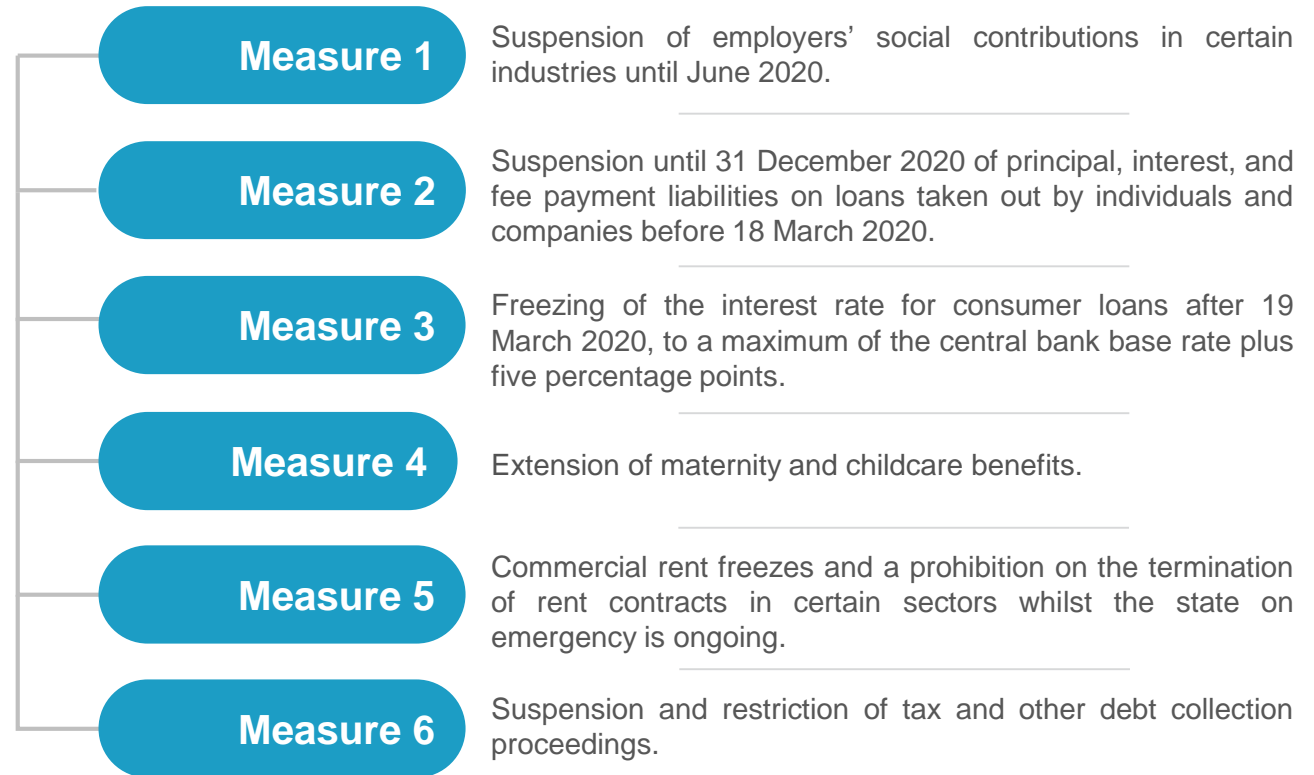 Measure 1
Suspension of employers’ social contributions in certain
industries until June 2020.
Measure 2
Suspension until 31 December 2020 of principal, interest, and
fee payment liabilities on loans taken out by individuals and
companies before 18 March 2020.
Measure 3
Freezing of the interest rate for consumer loans after 19
March 2020, to a maximum of the central bank base rate plus
five percentage points.
Measure 4
Extension of maternity and childcare benefits.
Measure 5
Commercial rent freezes and a prohibition on the termination
of rent contracts in certain sectors whilst the state on
emergency is ongoing.
Measure 6
Suspension and restriction of tax and other debt collection
proceedings.